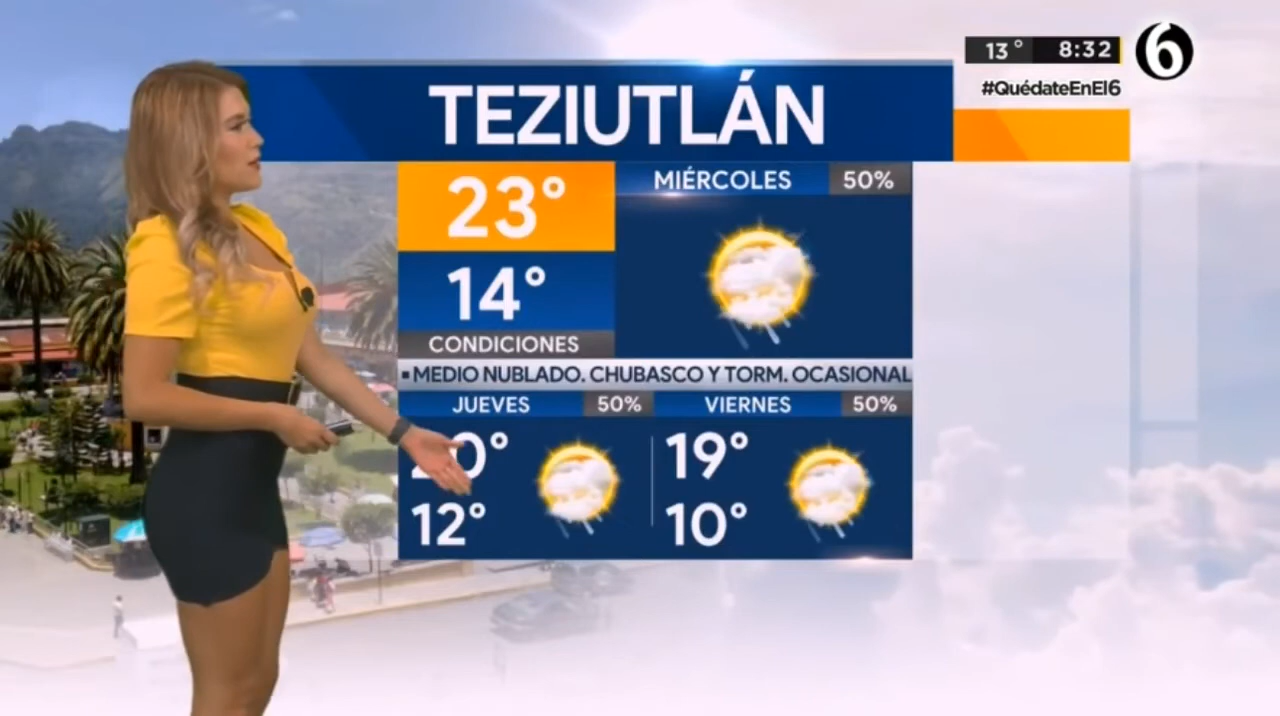 13° 8:32
6
#QuédateEnEl6
TEZIUTLÁN
23°
14°
CONDICIONES
MIÉRCOLES 50%
▪MEDIO NUBLADO. CHUBASCO Y TORM. OCASIONAL
JUEVES 50%
20°
12°
VIERNES 50%
19°
10°